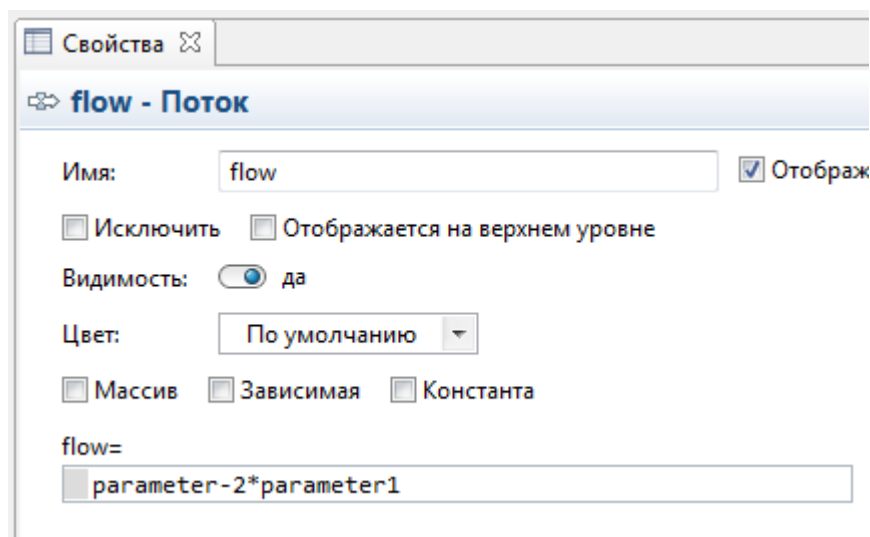 Свойства
flow - Поток
Имя: flow Отображ
Исключить Отображается на верхнем уровне
Видимость: да
Цвет: По умолчанию
Массив Зависимая Константа
flow=
parameter-2*parameter1